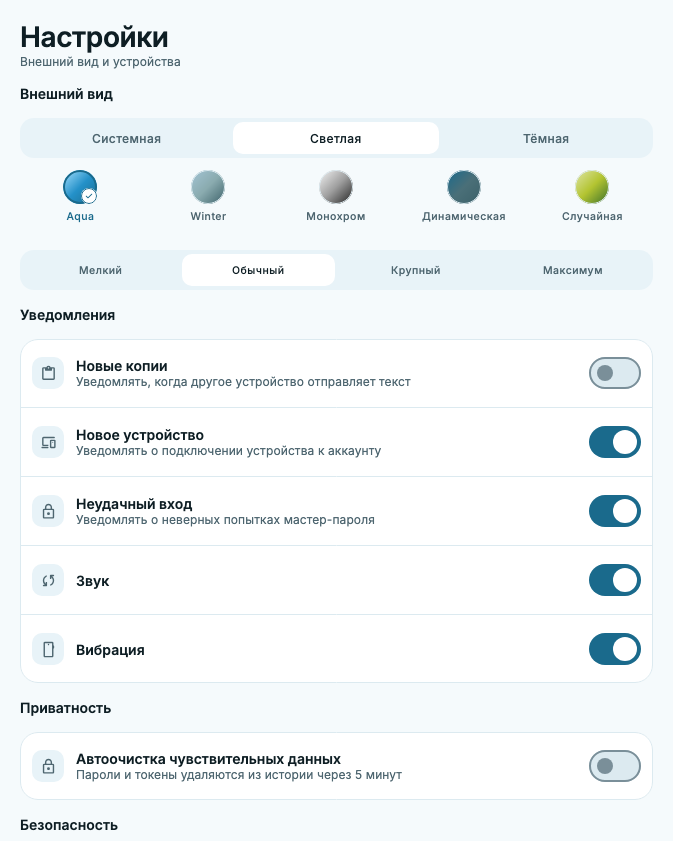 Настройки
Внешний вид и устройства
Внешний вид
Системная Светлая Тёмная
Aqua Winter Монохром Динамическая Случайная
Мелкий Обычный Крупный Максимум
Уведомления
Новые копии
Уведомлять, когда другое устройство отправляет текст
Новое устройство
Уведомлять о подключении устройства к аккаунту
Неудачный вход
Уведомлять о неверных попытках мастер-пароля
Звук
Вибрация
Приватность
Автоочистка чувствительных данных
Пароли и токены удаляются из истории через 5 минут
Безопасность